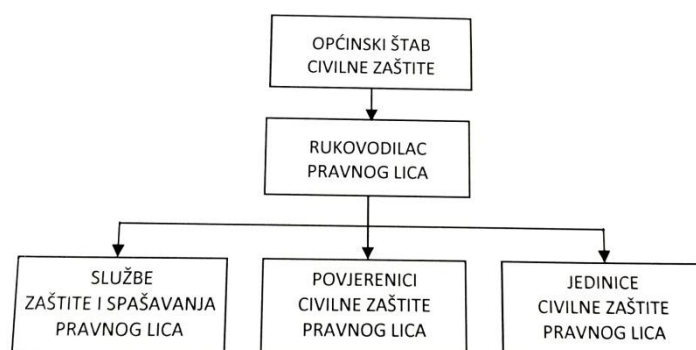 OPĆINSKI ŠTAB
CIVILNE ZAŠTITE
RUKOVODILAC
PRAVNOG LICA
SLUŽBE
ZAŠTITE I SPAŠAVANJA
PRAVNOG LICA
POVJERENICI
CIVILNE ZAŠTITE
PRAVNOG LICA
JEDINICE
CIVILNE ZAŠTITE
PRAVNOG LICA